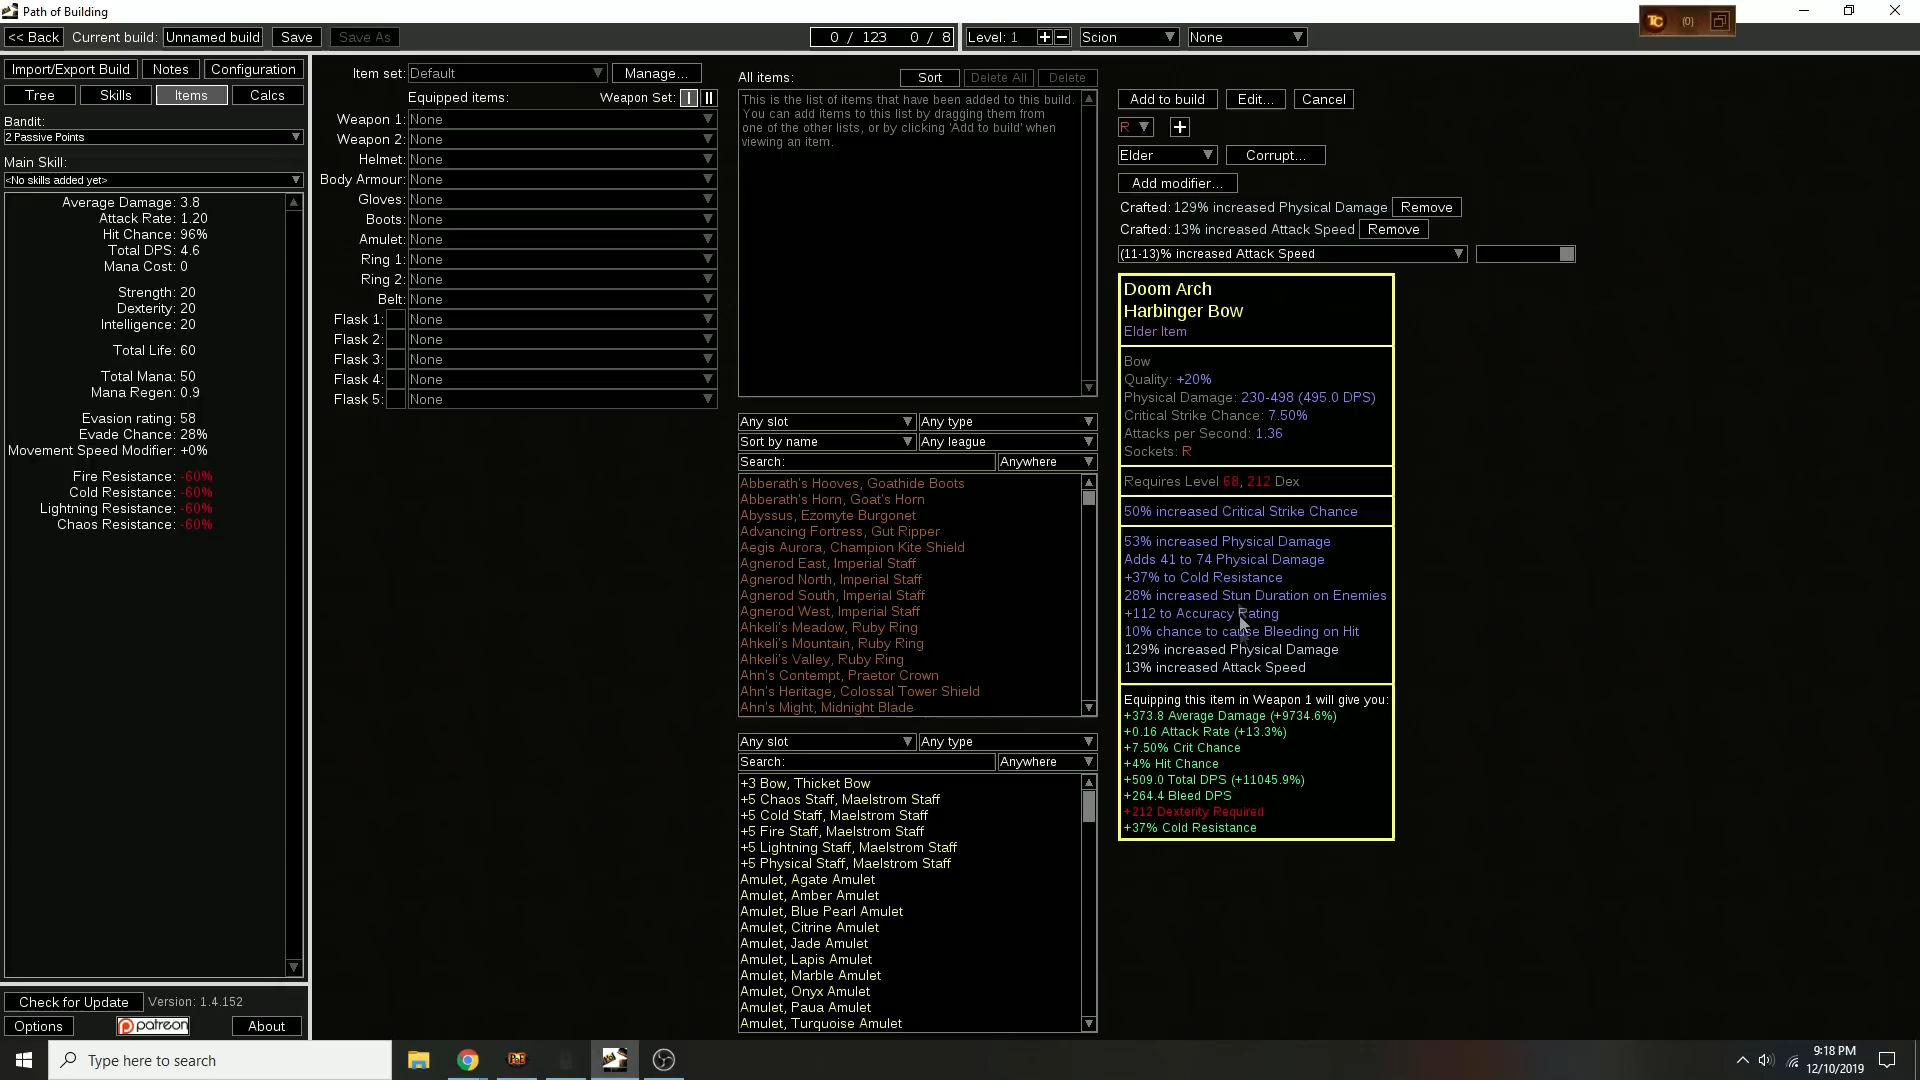 Path of Building
TC (0)
<< Back
Current build: Unnamed build
Save
Save As
0 / 123 0 / 8
Level: 1
+
Scion
None
Import/Export Build
Notes
Configuration
Tree
Skills
Items
Calcs
Bandit:
2 Passive Points
Main Skill:
<No skills added yet>
Average Damage: 3.8
Attack Rate: 1.20
Hit Chance: 96%
Total DPS: 4.6
Mana Cost: 0
Strength: 20
Dexterity: 20
Intelligence: 20
Total Life: 60
Total Mana: 50
Mana Regen: 0.9
Evasion rating: 58
Evade Chance: 28%
Movement Speed Modifier: +0%
Fire Resistance: -60%
Cold Resistance: -60%
Lightning Resistance: -60%
Chaos Resistance: -60%
Check for Update
Version: 1.4.152
Options
patreon
About
Item set: Default
Manage...
Equipped items:
Weapon Set: I II
Weapon 1: None
Weapon 2: None
Helmet: None
Body Armour: None
Gloves: None
Boots: None
Amulet: None
Ring 1: None
Ring 2: None
Belt: None
Flask 1: None
Flask 2: None
Flask 3: None
Flask 4: None
Flask 5: None
All items:
Sort
Delete All
Delete
This is the list of items that have been added to this build.
You can add items to this list by dragging them from
one of the other lists, or by clicking 'Add to build' when
viewing an item.
Any slot
Any type
Sort by name
Any league
Search:
Anywhere
Abberath's Hooves, Goathide Boots
Abberath's Horn, Goat's Horn
Abyssus, Ezomyte Burgonet
Advancing Fortress, Gut Ripper
Aegis Aurora, Champion Kite Shield
Agnerod East, Imperial Staff
Agnerod North, Imperial Staff
Agnerod South, Imperial Staff
Agnerod West, Imperial Staff
Ahkeli's Meadow, Ruby Ring
Ahkeli's Mountain, Ruby Ring
Ahkeli's Valley, Ruby Ring
Ahn's Contempt, Praetor Crown
Ahn's Heritage, Colossal Tower Shield
Ahn's Might, Midnight Blade
Any slot
Any type
Search:
Anywhere
+3 Bow, Thicket Bow
+5 Chaos Staff, Maelstrom Staff
+5 Cold Staff, Maelstrom Staff
+5 Fire Staff, Maelstrom Staff
+5 Lightning Staff, Maelstrom Staff
+5 Physical Staff, Maelstrom Staff
Amulet, Agate Amulet
Amulet, Amber Amulet
Amulet, Blue Pearl Amulet
Amulet, Citrine Amulet
Amulet, Jade Amulet
Amulet, Lapis Amulet
Amulet, Marble Amulet
Amulet, Onyx Amulet
Amulet, Paua Amulet
Amulet, Turquoise Amulet
Add to build
Edit...
Cancel
R
+
Elder
Corrupt...
Add modifier...
Crafted: 129% increased Physical Damage
Remove
Crafted: 13% increased Attack Speed
Remove
(11-13)% increased Attack Speed
Doom Arch
Harbinger Bow
Elder Item
Bow
Quality: +20%
Physical Damage: 230-498 (495.0 DPS)
Critical Strike Chance: 7.50%
Attacks per Second: 1.36
Sockets: R
Requires Level 68, 212 Dex
50% increased Critical Strike Chance
53% increased Physical Damage
Adds 41 to 74 Physical Damage
+37% to Cold Resistance
28% increased Stun Duration on Enemies
+112 to Accuracy Rating
10% chance to cause Bleeding on Hit
129% increased Physical Damage
13% increased Attack Speed
Equipping this item in Weapon 1 will give you:
+373.8 Average Damage (+9734.6%)
+0.16 Attack Rate (+13.3%)
+7.50% Crit Chance
+4% Hit Chance
+509.0 Total DPS (+11045.9%)
+264.4 Bleed DPS
+212 Dexterity Required
+37% Cold Resistance
Type here to search
PoE
9:18 PM
12/10/2019